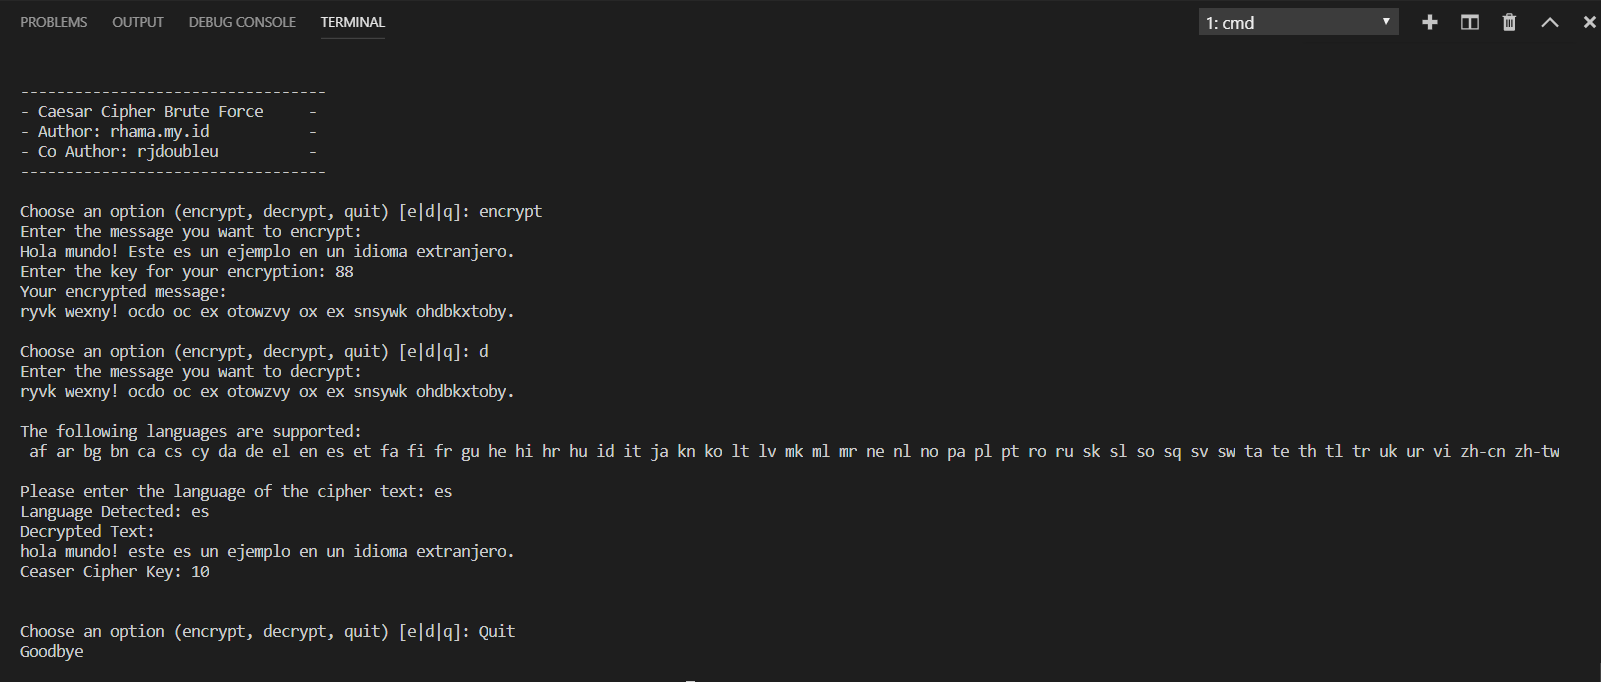 PROBLEMS OUTPUT DEBUG CONSOLE TERMINAL 1: cmd
----------------------------------
- Caesar Cipher Brute Force     -
- Author: rhama.my.id           -
- Co Author: rjdoubleu          -
----------------------------------
Choose an option (encrypt, decrypt, quit) [e|d|q]: encrypt
Enter the message you want to encrypt:
Hola mundo! Este es un ejemplo en un idioma extranjero.
Enter the key for your encryption: 88
Your encrypted message:
ryvk wexny! ocdo oc ex otowzvy ox ex snsywk ohdbkxtoby.
Choose an option (encrypt, decrypt, quit) [e|d|q]: d
Enter the message you want to decrypt:
ryvk wexny! ocdo oc ex otowzvy ox ex snsywk ohdbkxtoby.
The following languages are supported:
af ar bg bn ca cs cy da de el en es et fa fi fr gu he hi hr hu id it ja kn ko lt lv mk ml mr ne nl no pa pl pt ro ru sk sl so sq sv sw ta te th tl tr uk ur vi zh-cn zh-tw
Please enter the language of the cipher text: es
Language Detected: es
Decrypted Text:
hola mundo! este es un ejemplo en un idioma extranjero.
Ceaser Cipher Key: 10
Choose an option (encrypt, decrypt, quit) [e|d|q]: Quit
Goodbye